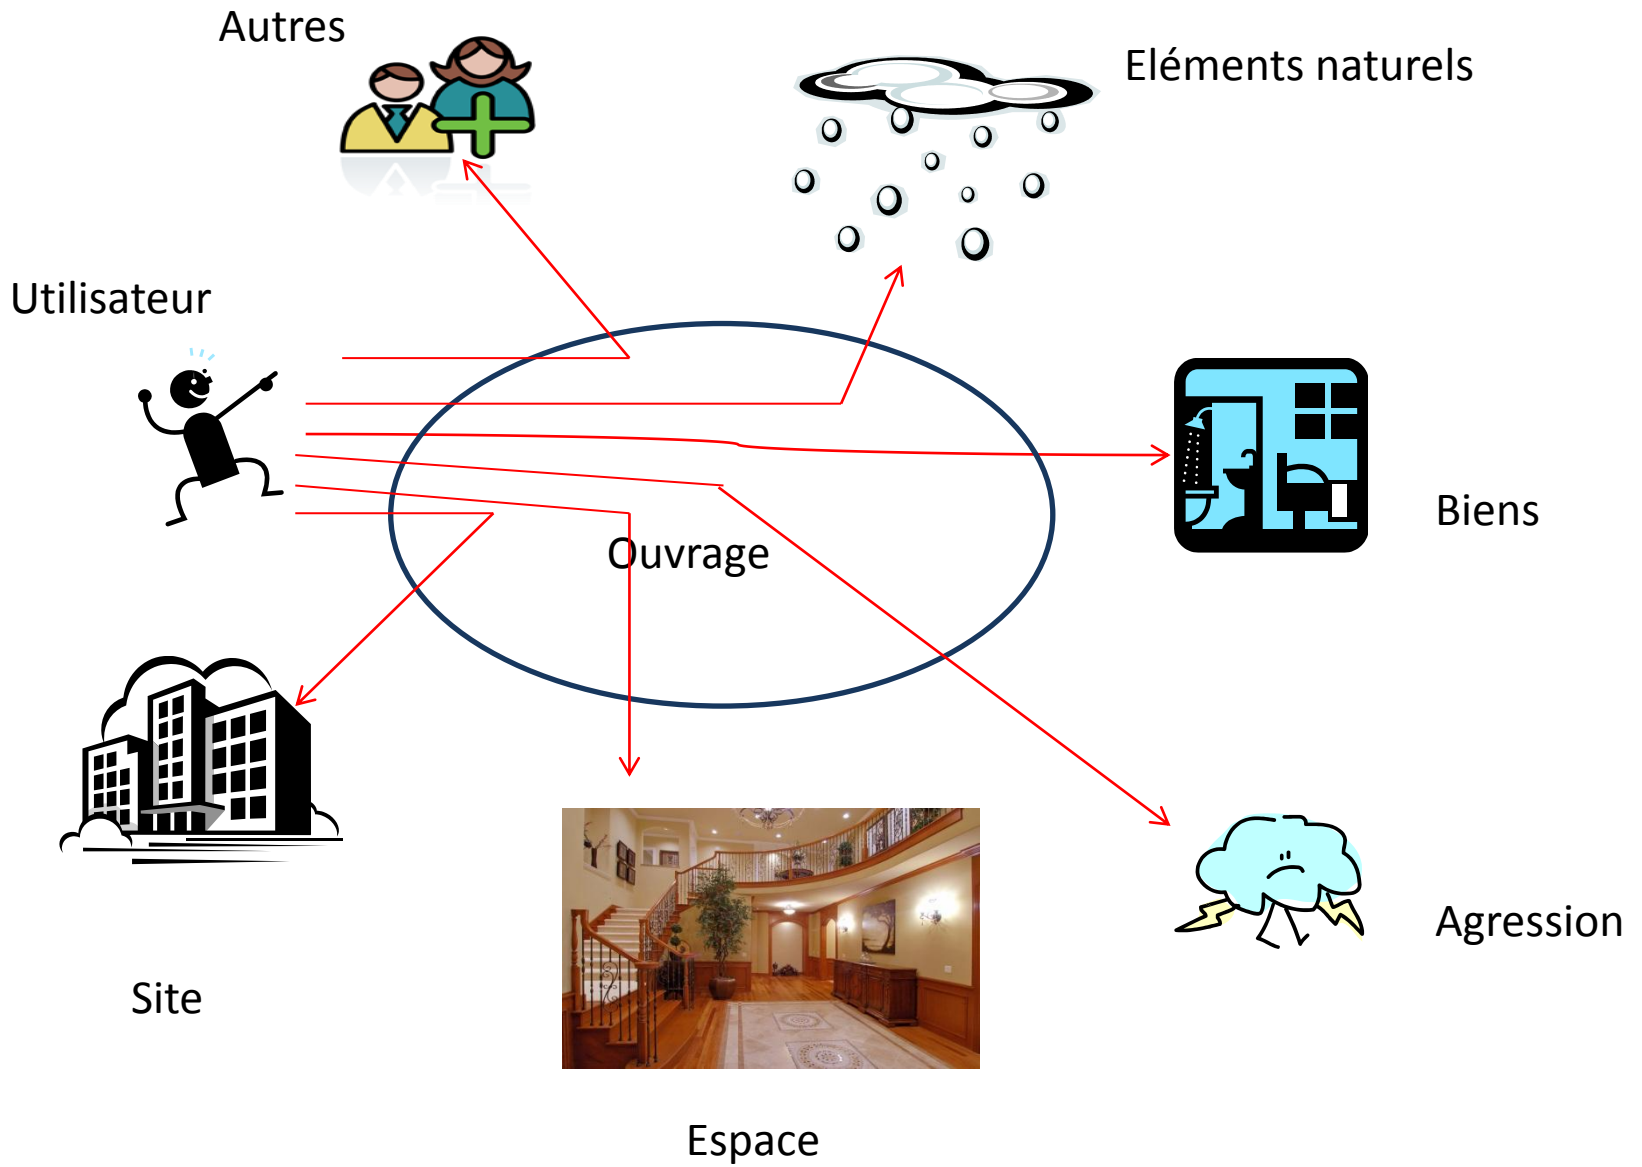 Autres
Eléments naturels
Utilisateur
Biens
Ouvrage
Agression
Site
Espace